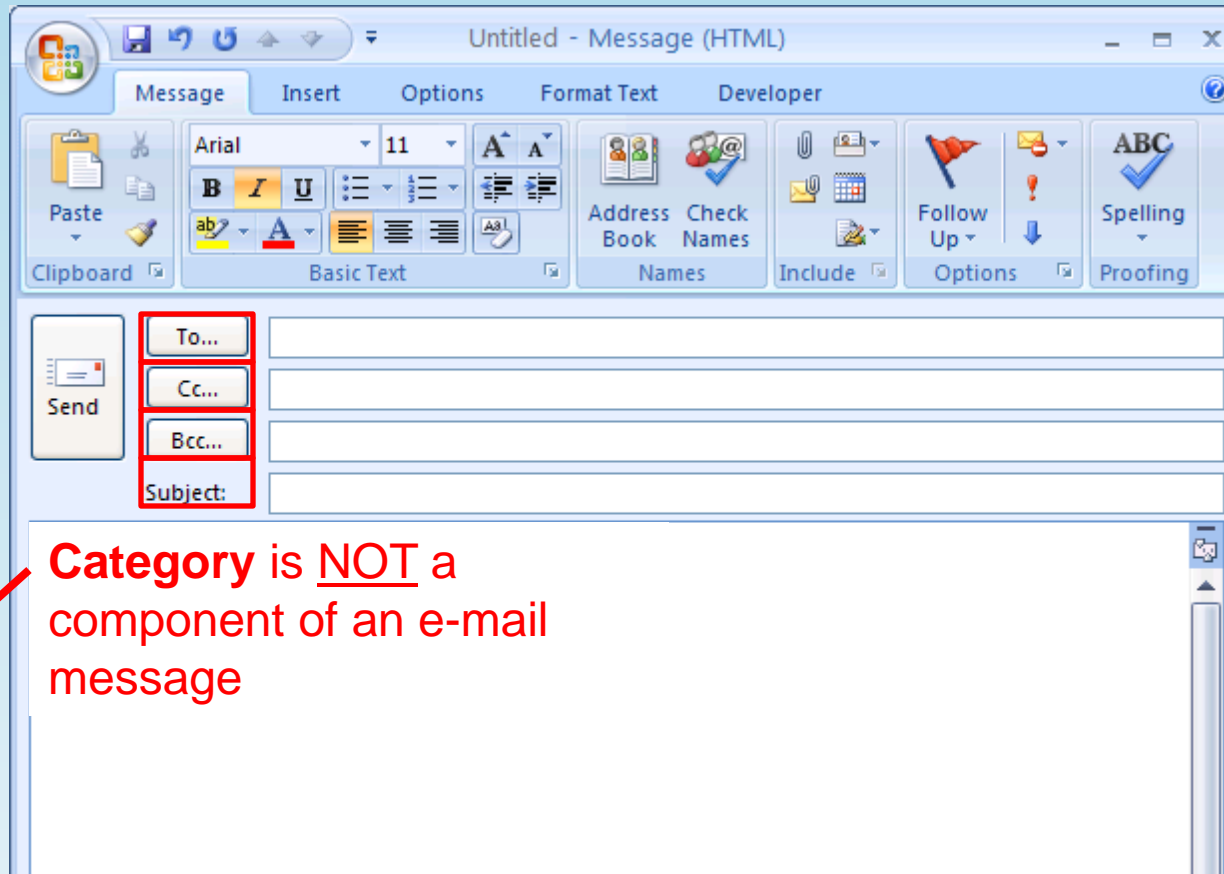 Untitled - Message (HTML)
Message Insert Options Format Text Developer
Arial 11 A A
B I U
ab A Aa
Paste
Address Book
Check Names
Follow Up
ABC
Spelling
Clipboard Basic Text Names Include Options Proofing
Send
To...
Cc...
Bcc...
Subject:
Category is NOT a
component of an e-mail
message